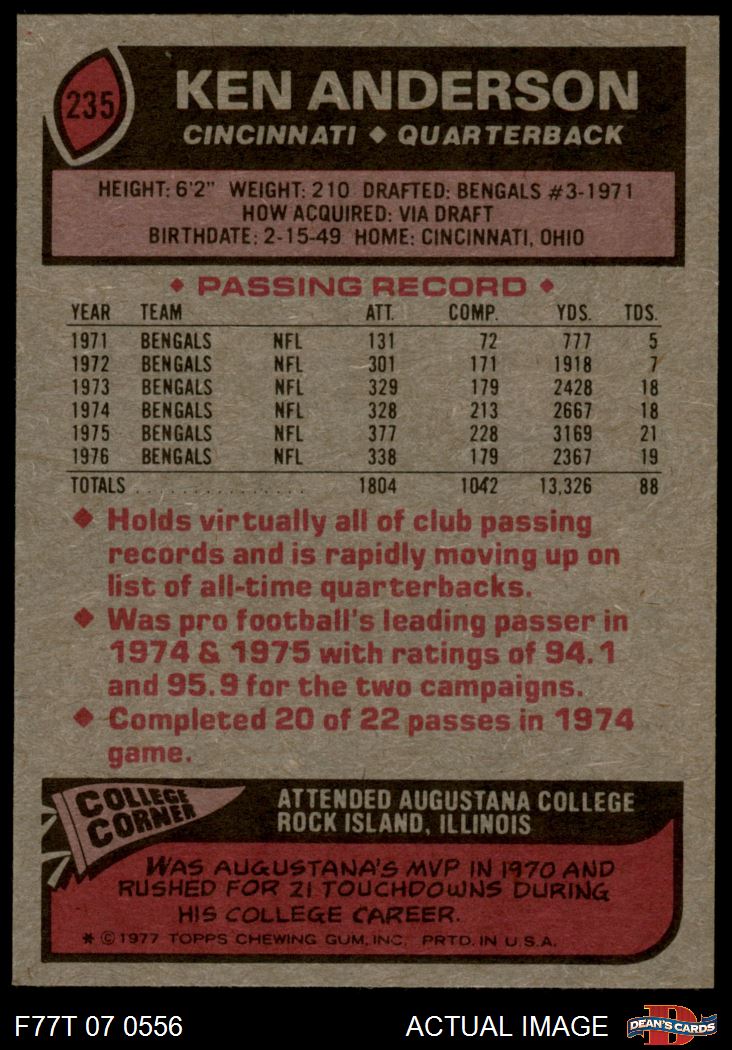 235
KEN ANDERSON
CINCINNATI ◆ QUARTERBACK
HEIGHT: 6'2" WEIGHT: 210 DRAFTED: BENGALS #3-1971
HOW ACQUIRED: VIA DRAFT
BIRTHDATE: 2-15-49 HOME: CINCINNATI, OHIO
◆ PASSING RECORD ◆
YEAR TEAM ATT. COMP. YDS. TDS.
1971 BENGALS NFL 131 72 777 5
1972 BENGALS NFL 301 171 1918 7
1973 BENGALS NFL 329 179 2428 18
1974 BENGALS NFL 328 213 2667 18
1975 BENGALS NFL 377 228 3169 21
1976 BENGALS NFL 338 179 2367 19
TOTALS . . . . . . . . . . . . . . . . 1804 1042 13,326 88
◆ Holds virtually all of club passing
records and is rapidly moving up on
list of all-time quarterbacks.
◆ Was pro football's leading passer in
1974 & 1975 with ratings of 94.1
and 95.9 for the two campaigns.
◆ Completed 20 of 22 passes in 1974
game.
COLLEGE
CORNER
ATTENDED AUGUSTANA COLLEGE
ROCK ISLAND, ILLINOIS
WAS AUGUSTANA'S MVP IN 1970 AND
RUSHED FOR 21 TOUCHDOWNS DURING
HIS COLLEGE CAREER.
* © 1977 TOPPS CHEWING GUM, INC. PRTD. IN U.S.A.
F77T 07 0556 ACTUAL IMAGE
D
DEAN'S CARDS